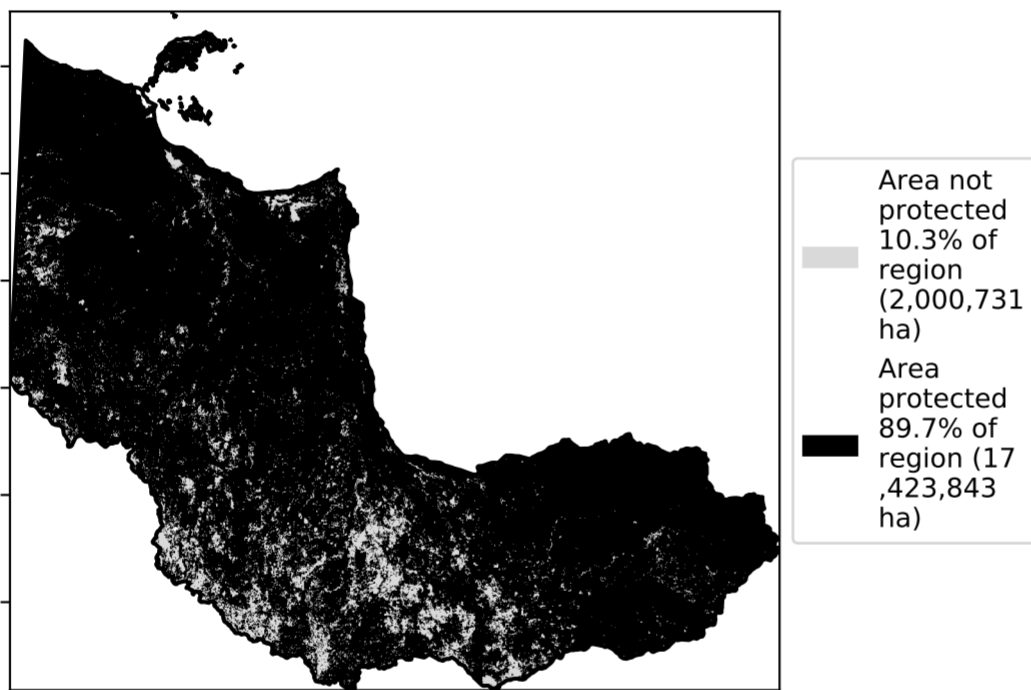 Area not
protected
10.3% of
region
(2,000,731
ha)
Area
protected
89.7% of
region (17
,423,843
ha)